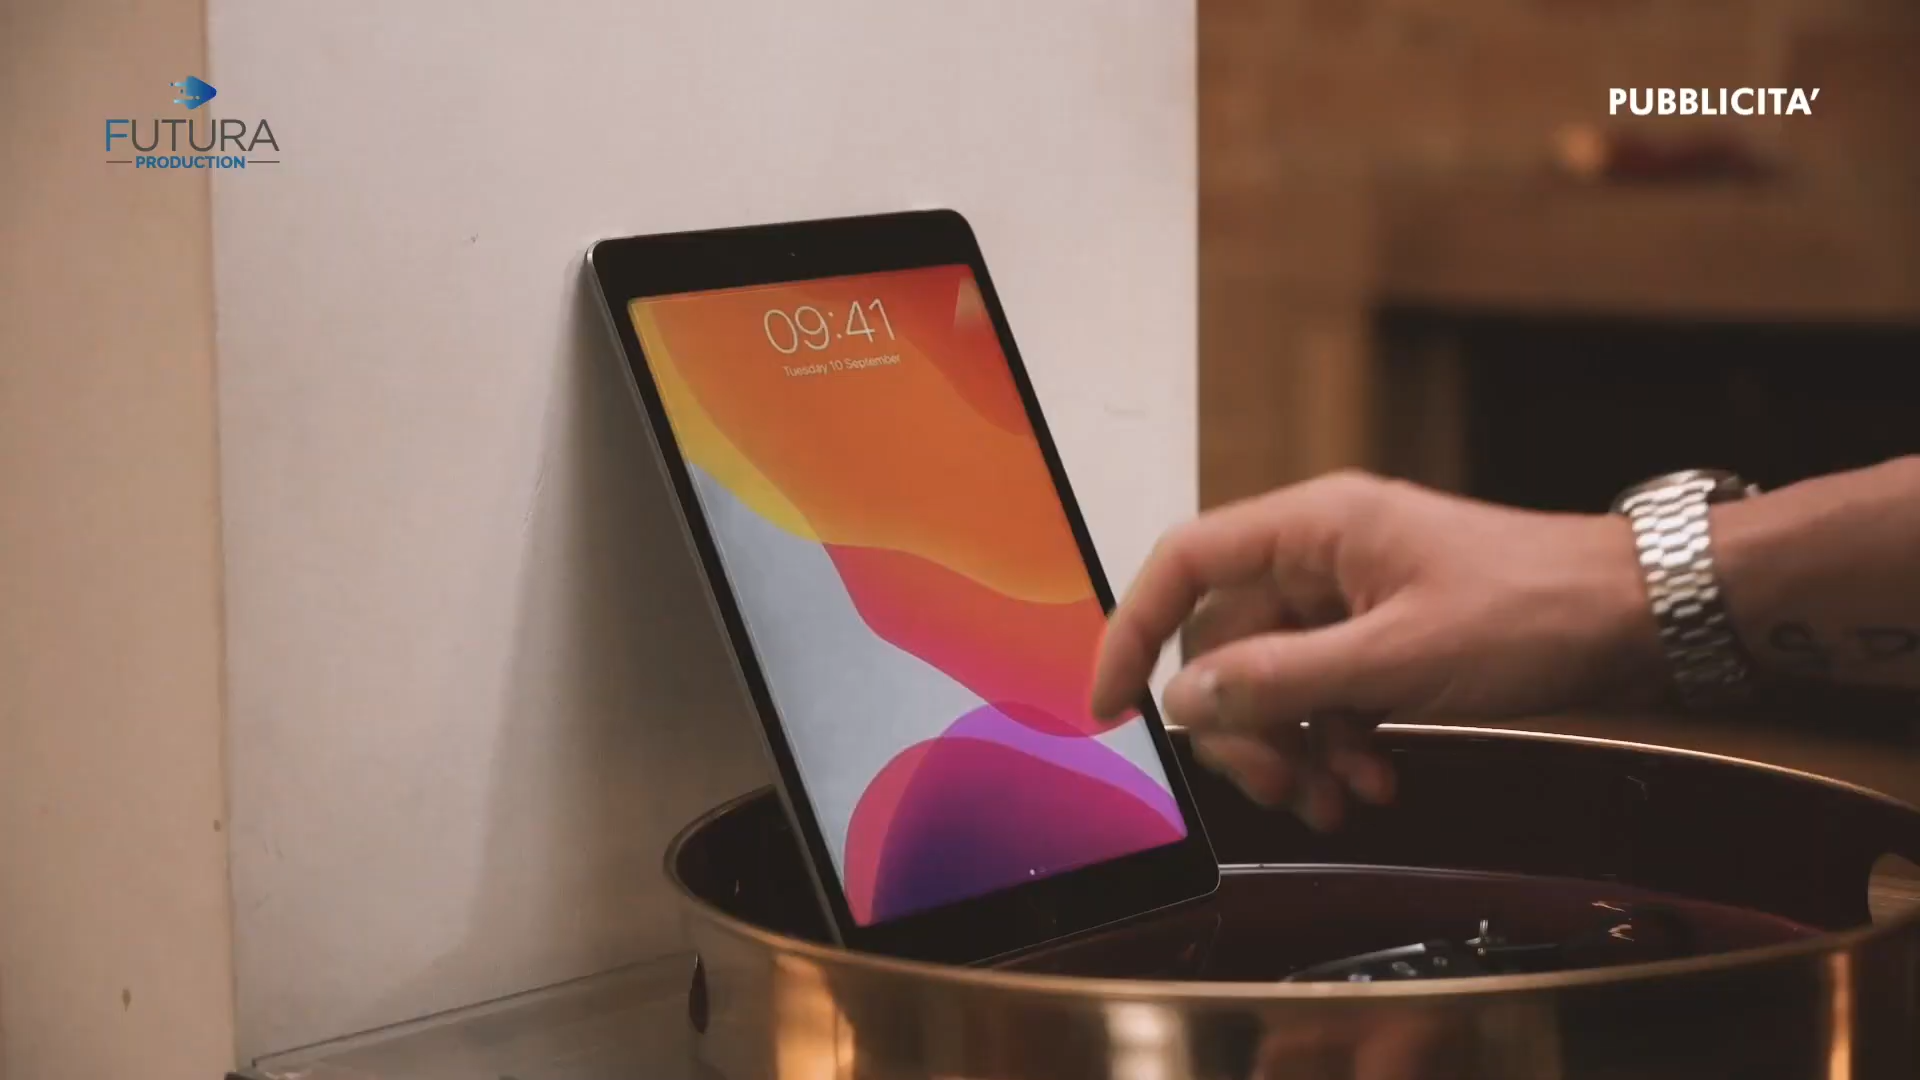 FUTURA
PRODUCTION
PUBBLICITA’
09:41
Tuesday 10 September